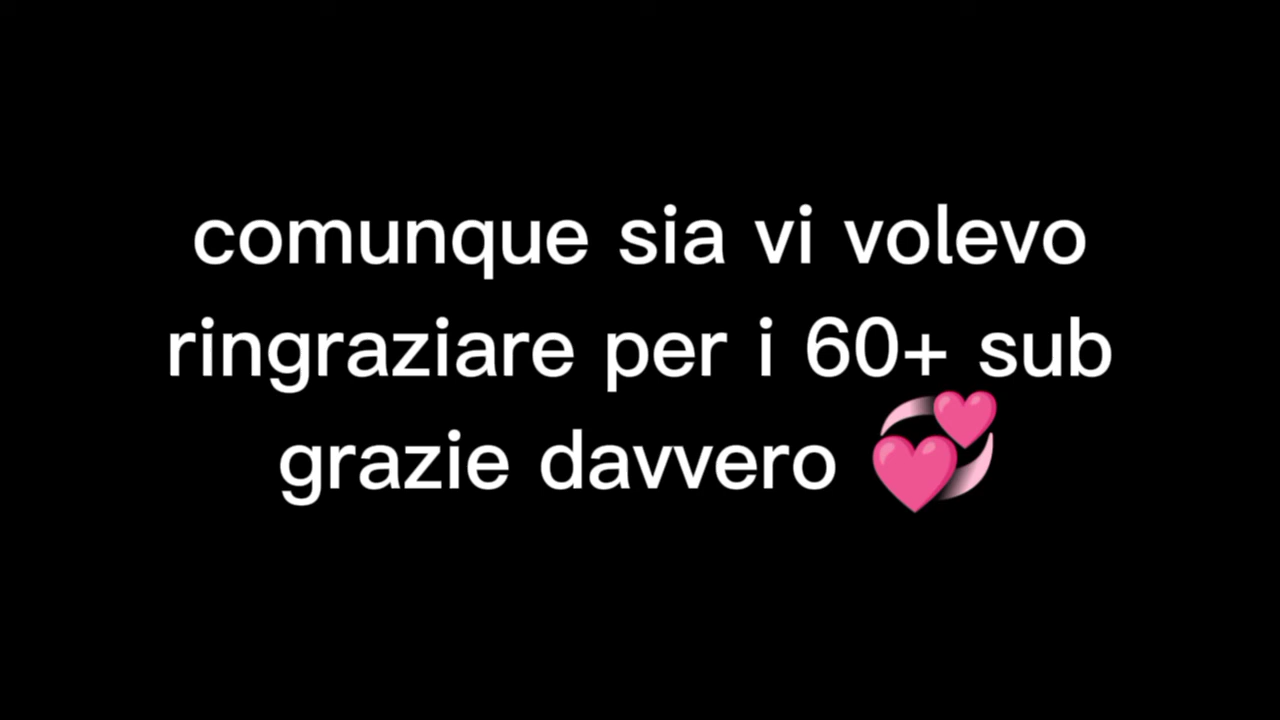 comunque sia vi volevo
ringraziare per i 60+ sub
grazie davvero 💞